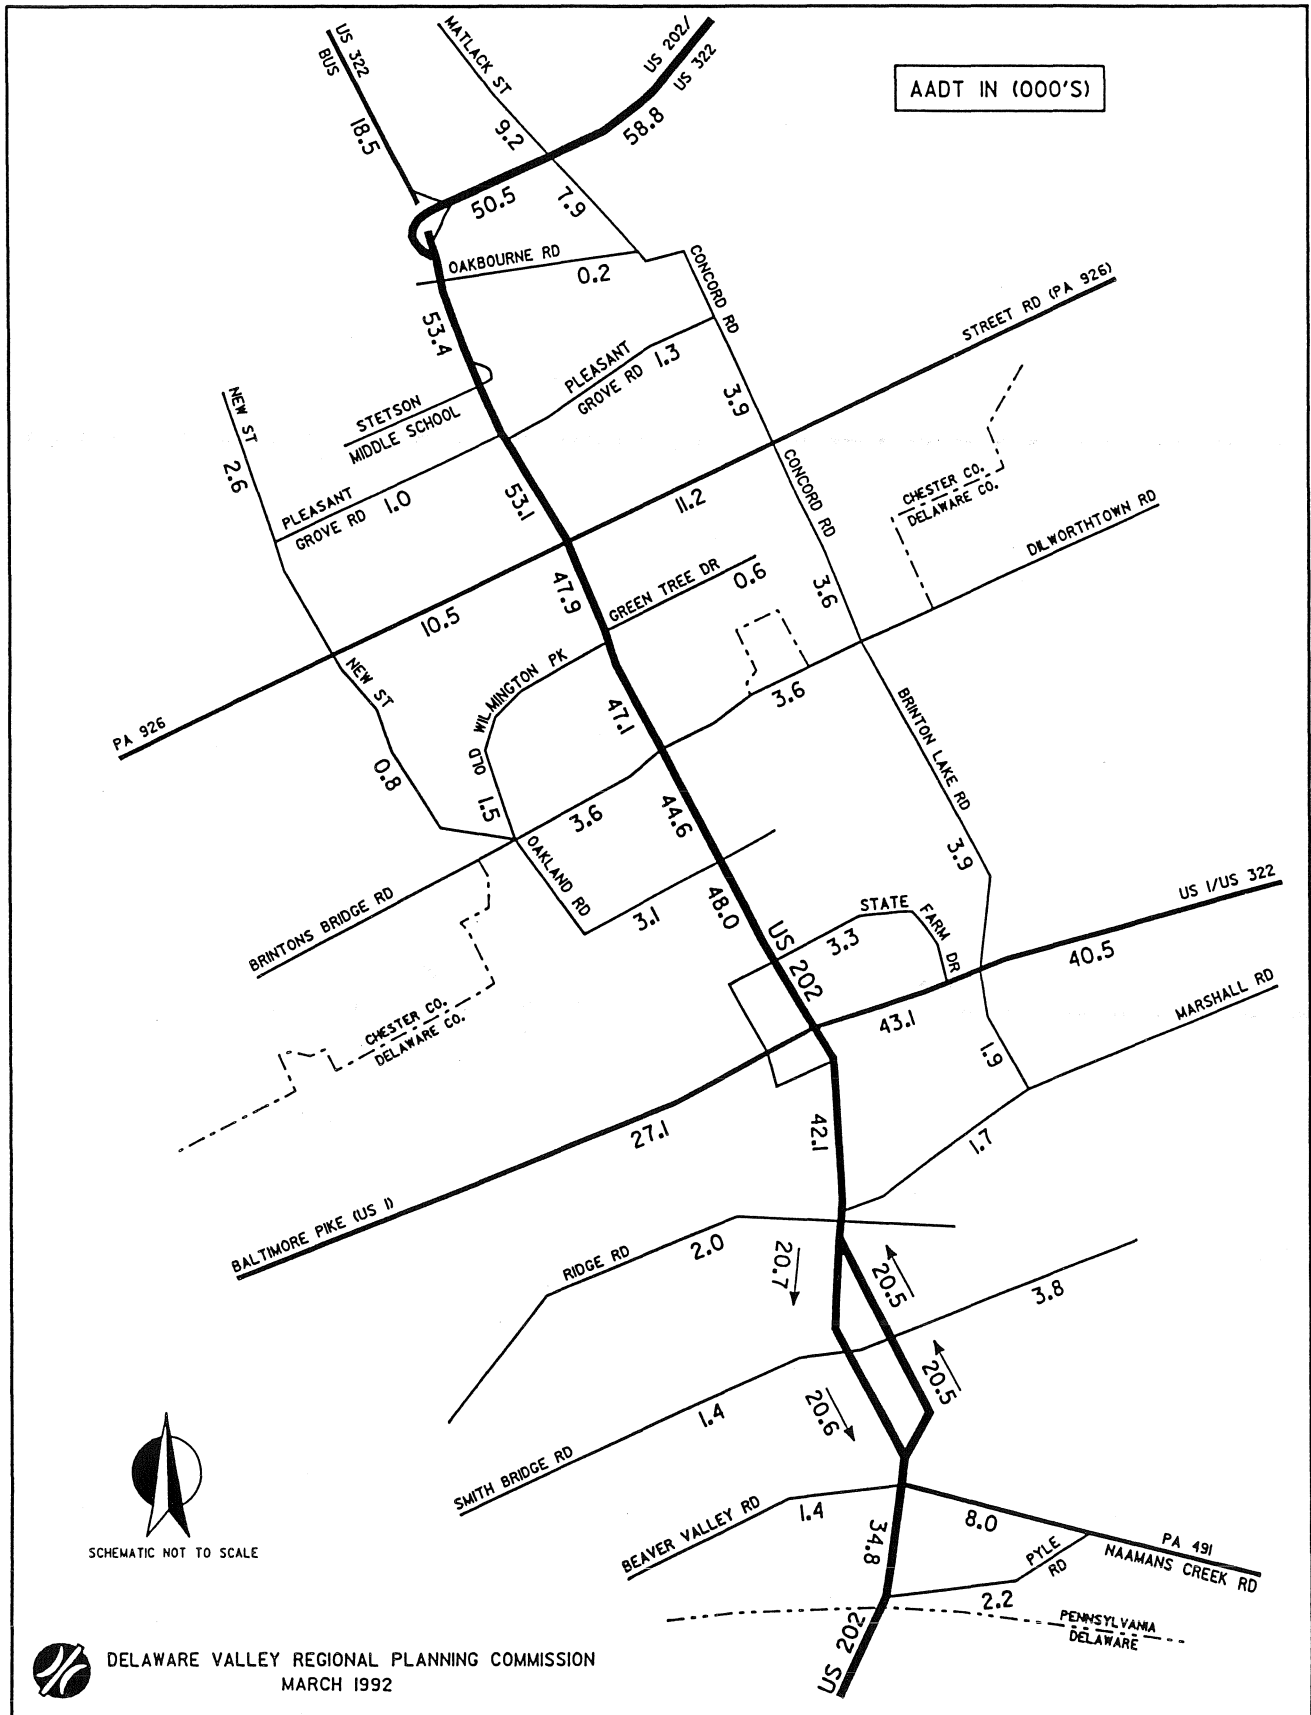 US 322
BUS
18.5
MATLACK ST
9.2
US 202/
US 322
58.8
AADT IN (000'S)
50.5
7.9
OAKBOURNE RD
0.2
CONCORD RD
53.4
STREET RD (PA 926)
PLEASANT
GROVE RD 1.3
3.9
STETSON
MIDDLE SCHOOL
NEW ST
2.6
PLEASANT
GROVE RD 1.0
53.1
11.2
CONCORD RD
CHESTER CO.
DELAWARE CO.
DILWORTHTOWN RD
47.9
GREEN TREE DR
0.6
3.6
10.5
NEW ST
OLD WILMINGTON PK
PA 926
47.1
3.6
BRINTON LAKE RD
0.8
1.5
3.6
44.6
OAKLAND RD
3.9
BRINTONS BRIDGE RD
3.1
48.0
US 202
3.3
STATE FARM DR
US 1/US 322
40.5
CHESTER CO.
DELAWARE CO.
43.1
MARSHALL RD
1.9
27.1
42.1
1.7
BALTIMORE PIKE (US 1)
RIDGE RD
2.0
20.7
20.5
3.8
20.5
20.6
1.4
SMITH BRIDGE RD
BEAVER VALLEY RD
1.4
34.8
8.0
PA 491
NAAMANS CREEK RD
PYLE
RD
2.2
PENNSYLVANIA
DELAWARE
US 202
SCHEMATIC NOT TO SCALE
DELAWARE VALLEY REGIONAL PLANNING COMMISSION
MARCH 1992